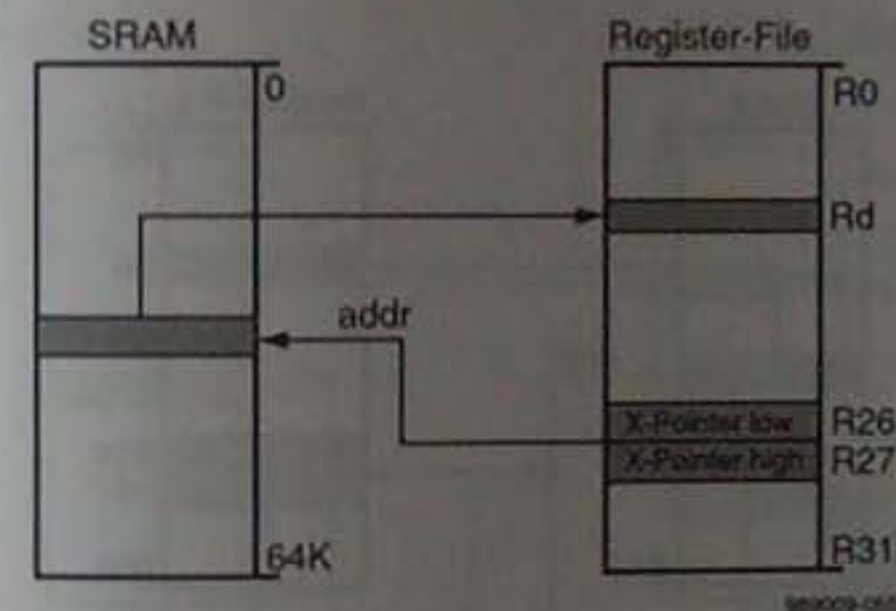 SRAM
Register-File
0
R0
Rd
addr
X-Pointer low
R26
X-Pointer high
R27
64K
R31